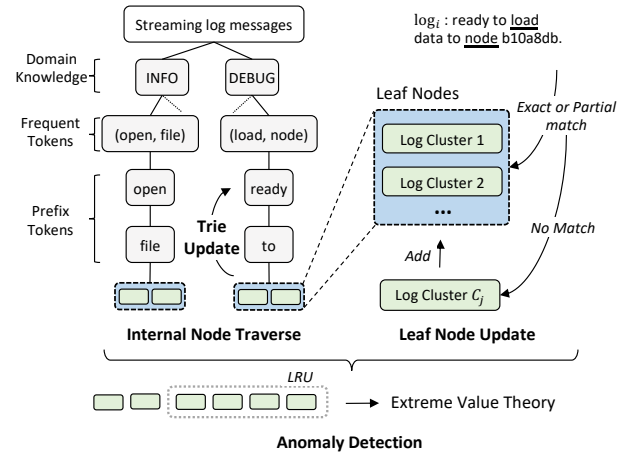 Streaming log messages
Domain
Knowledge
INFO
DEBUG
Frequent
Tokens
(open, file)
(load, node)
Prefix
Tokens
open
ready
file
to
Trie
Update
Internal Node Traverse
log𝑖 : ready to load
data to node b10a8db.
Leaf Nodes
Log Cluster 1
Log Cluster 2
...
Exact or Partial
match
No Match
Add
Log Cluster C𝑗
Leaf Node Update
LRU
Extreme Value Theory
Anomaly Detection